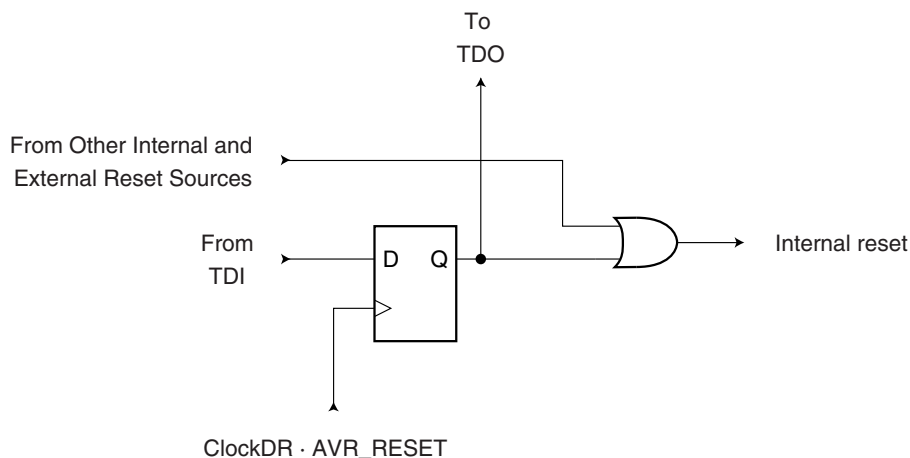 To
TDO
From Other Internal and
External Reset Sources
From
TDI
D
Q
Internal reset
ClockDR · AVR_RESET